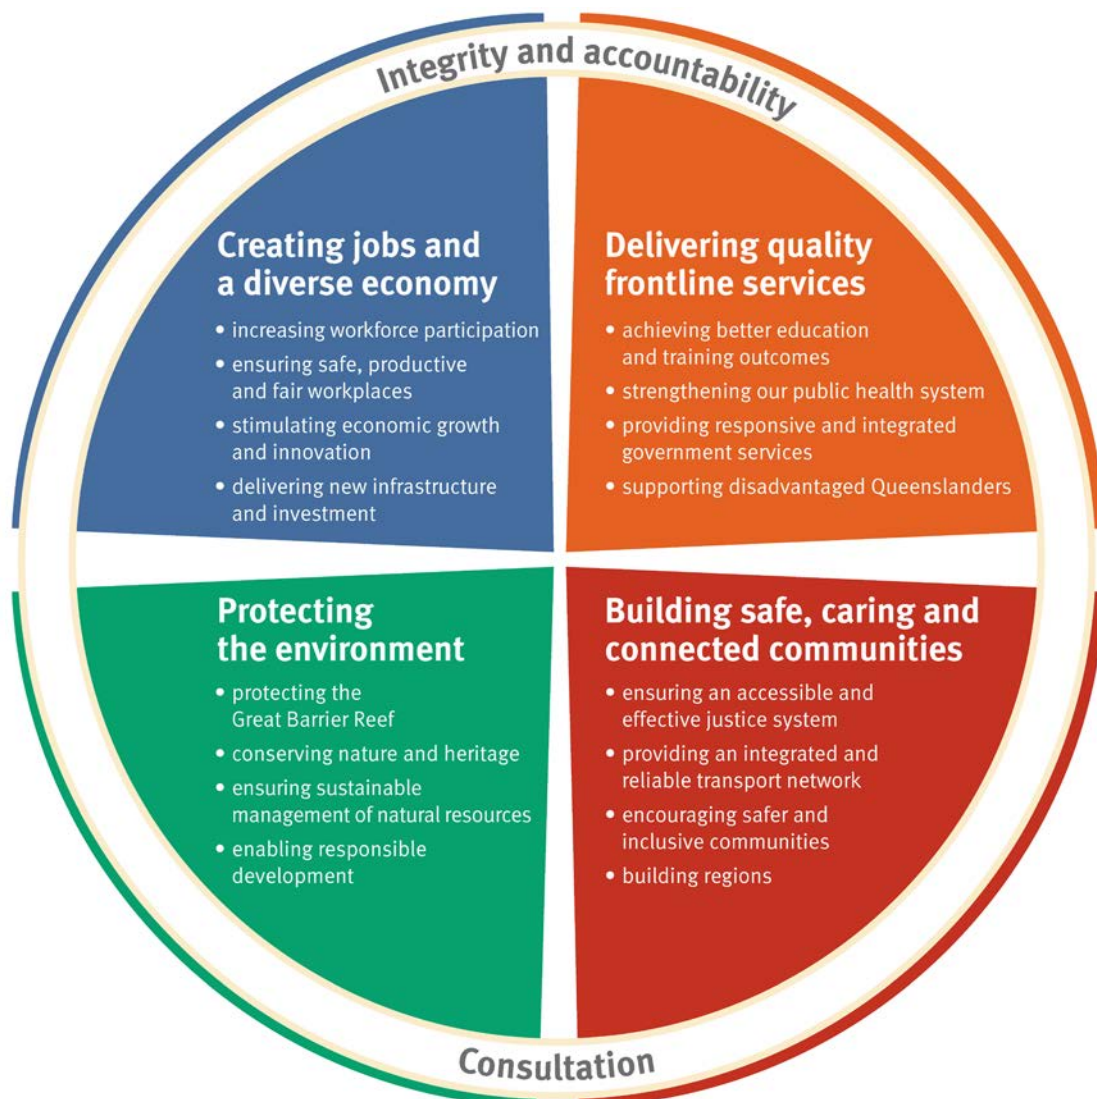 Integrity and accountability
Creating jobs and
a diverse economy
• increasing workforce participation
• ensuring safe, productive
and fair workplaces
• stimulating economic growth
and innovation
• delivering new infrastructure
and investment
Delivering quality
frontline services
• achieving better education
and training outcomes
• strengthening our public health system
• providing responsive and integrated
government services
• supporting disadvantaged Queenslanders
Protecting
the environment
• protecting the
Great Barrier Reef
• conserving nature and heritage
• ensuring sustainable
management of natural resources
• enabling responsible
development
Building safe, caring and
connected communities
• ensuring an accessible and
effective justice system
• providing an integrated and
reliable transport network
• encouraging safer and
inclusive communities
• building regions
Consultation